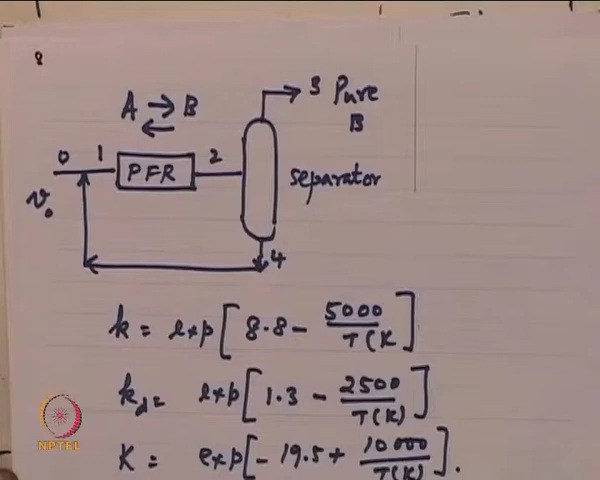 8
A → B
←
0 1 PFR 2
v₀
3 Pure
B
separator
4
k = exp[8.8 - 5000/T(K]
k_d = exp[1.3 - 2500/T(K)]
K = exp[-19.5 + 10000/T(K)].
NPTEL